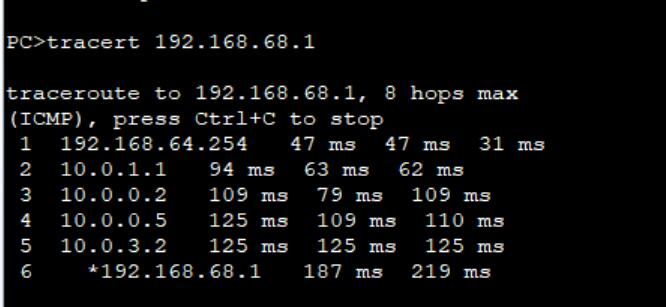 PC>tracert 192.168.68.1
traceroute to 192.168.68.1, 8 hops max
(ICMP), press Ctrl+C to stop
1 192.168.64.254 47 ms 47 ms 31 ms
2 10.0.1.1 94 ms 63 ms 62 ms
3 10.0.0.2 109 ms 79 ms 109 ms
4 10.0.0.5 125 ms 109 ms 110 ms
5 10.0.3.2 125 ms 125 ms 125 ms
6 *192.168.68.1 187 ms 219 ms